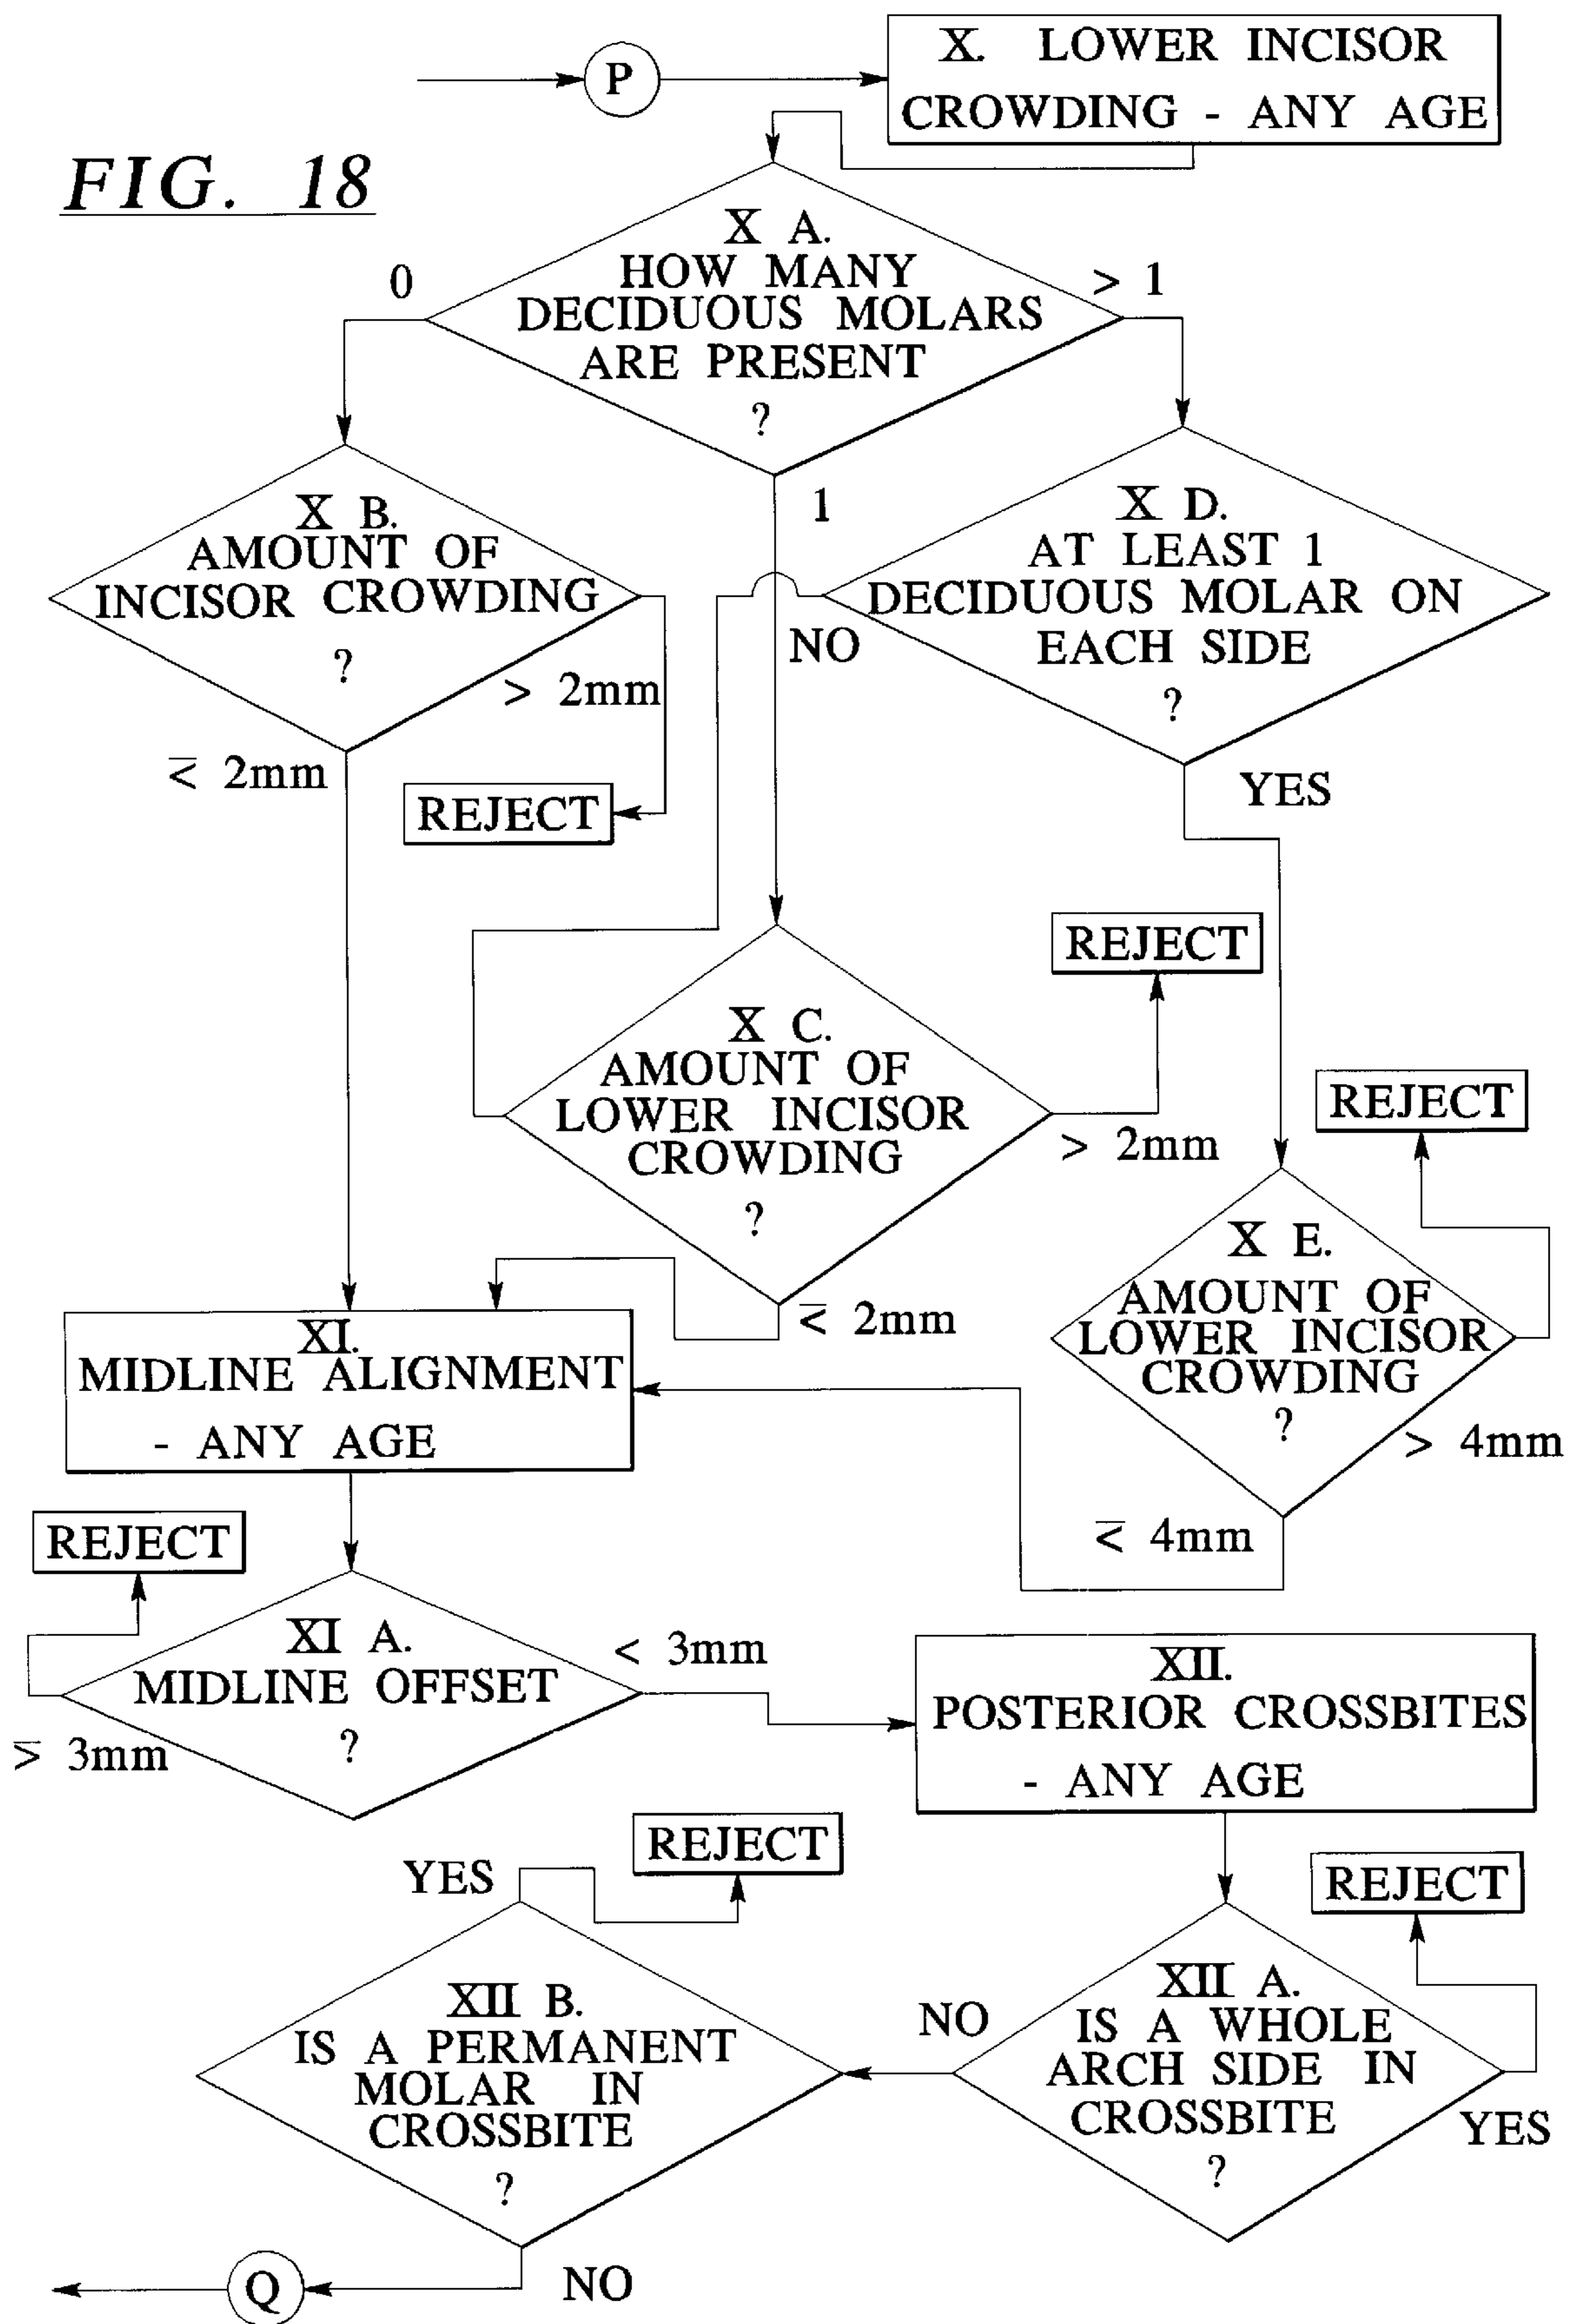 P
X. LOWER INCISOR
CROWDING - ANY AGE
FIG. 18
X A.
HOW MANY
DECIDUOUS MOLARS
ARE PRESENT
?
0
> 1
1
X B.
AMOUNT OF
INCISOR CROWDING
?
> 2mm
≤ 2mm
REJECT
X D.
AT LEAST 1
DECIDUOUS MOLAR ON
EACH SIDE
?
NO
YES
REJECT
X C.
AMOUNT OF
LOWER INCISOR
CROWDING
?
> 2mm
≤ 2mm
REJECT
X E.
AMOUNT OF
LOWER INCISOR
CROWDING
?
> 4mm
≤ 4mm
XI.
MIDLINE ALIGNMENT
- ANY AGE
REJECT
XI A.
MIDLINE OFFSET
?
< 3mm
≥ 3mm
XII.
POSTERIOR CROSSBITES
- ANY AGE
REJECT
YES
REJECT
XII A.
IS A WHOLE
ARCH SIDE IN
CROSSBITE
?
NO
YES
XII B.
IS A PERMANENT
MOLAR IN
CROSSBITE
?
NO
Q